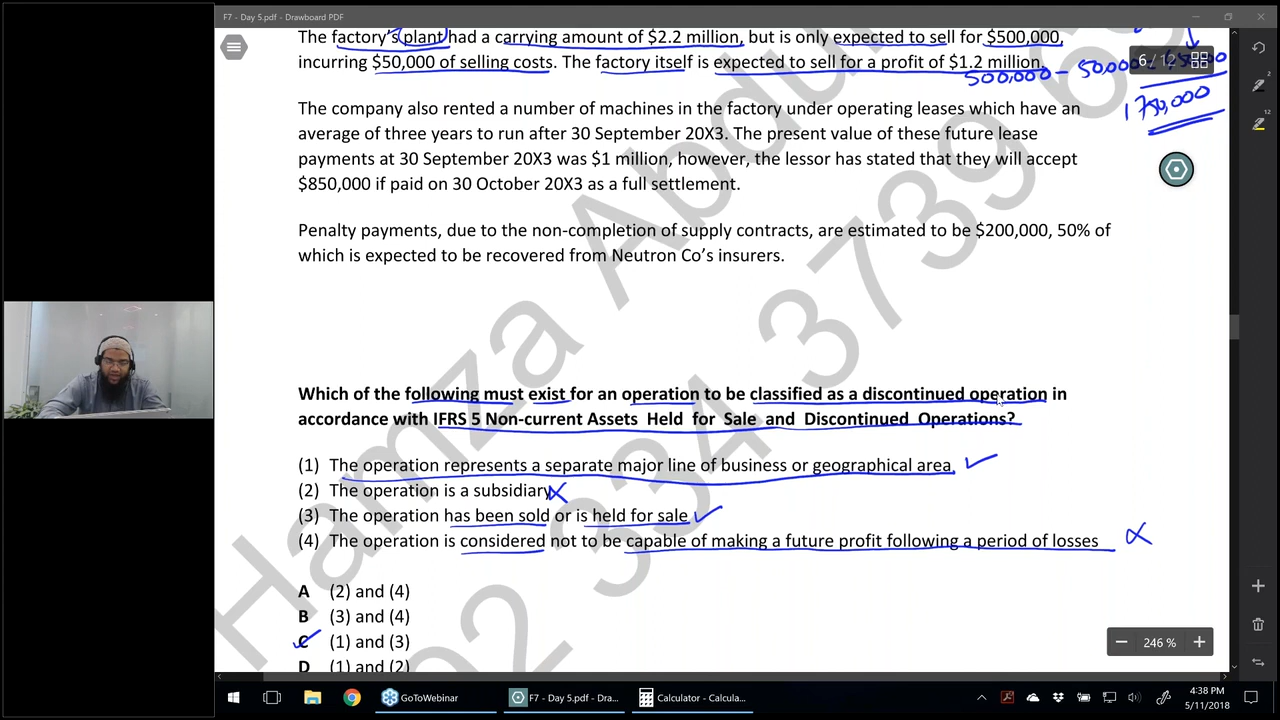 F7 - Day 5.pdf - Drawboard PDF
The factory's plant had a carrying amount of $2.2 million, but is only expected to sell for $500,000,
incurring $50,000 of selling costs. The factory itself is expected to sell for a profit of $1.2 million.
6 / 12
500,000 - 50,000
1750,000
The company also rented a number of machines in the factory under operating leases which have an
average of three years to run after 30 September 20X3. The present value of these future lease
payments at 30 September 20X3 was $1 million, however, the lessor has stated that they will accept
$850,000 if paid on 30 October 20X3 as a full settlement.
Penalty payments, due to the non-completion of supply contracts, are estimated to be $200,000, 50% of
which is expected to be recovered from Neutron Co's insurers.
Which of the following must exist for an operation to be classified as a discontinued operation in
accordance with IFRS 5 Non-current Assets Held for Sale and Discontinued Operations?
(1) The operation represents a separate major line of business or geographical area
(2) The operation is a subsidiary
(3) The operation has been sold or is held for sale
(4) The operation is considered not to be capable of making a future profit following a period of losses
A (2) and (4)
B (3) and (4)
C (1) and (3)
D (1) and (2)
Hamza Abdul
02 334 3739 6
2
12
246 %
GoToWebinar
F7 - Day 5.pdf - Dra...
Calculator - Calcula...
4:38 PM
5/11/2018